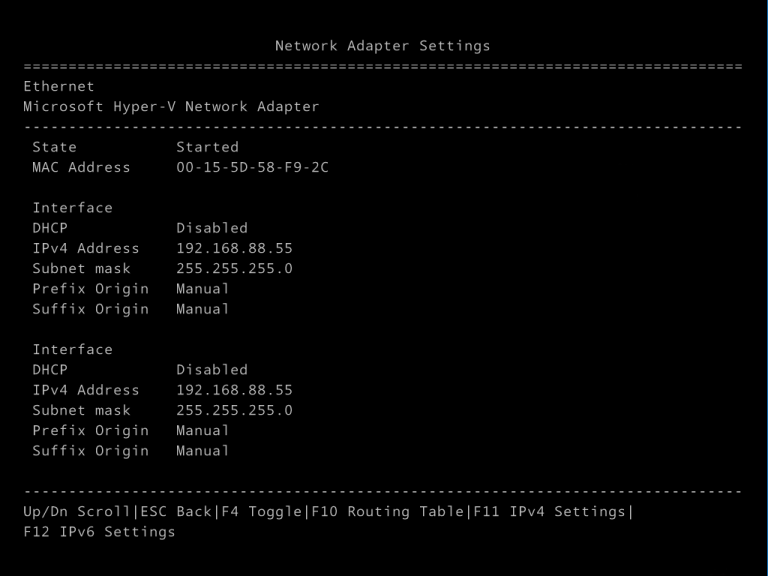 Network Adapter Settings
================================================================================
Ethernet
Microsoft Hyper-V Network Adapter
--------------------------------------------------------------------------------
State Started
MAC Address 00-15-5D-58-F9-2C
Interface
DHCP Disabled
IPv4 Address 192.168.88.55
Subnet mask 255.255.255.0
Prefix Origin Manual
Suffix Origin Manual
Interface
DHCP Disabled
IPv4 Address 192.168.88.55
Subnet mask 255.255.255.0
Prefix Origin Manual
Suffix Origin Manual
--------------------------------------------------------------------------------
Up/Dn Scroll|ESC Back|F4 Toggle|F10 Routing Table|F11 IPv4 Settings|
F12 IPv6 Settings